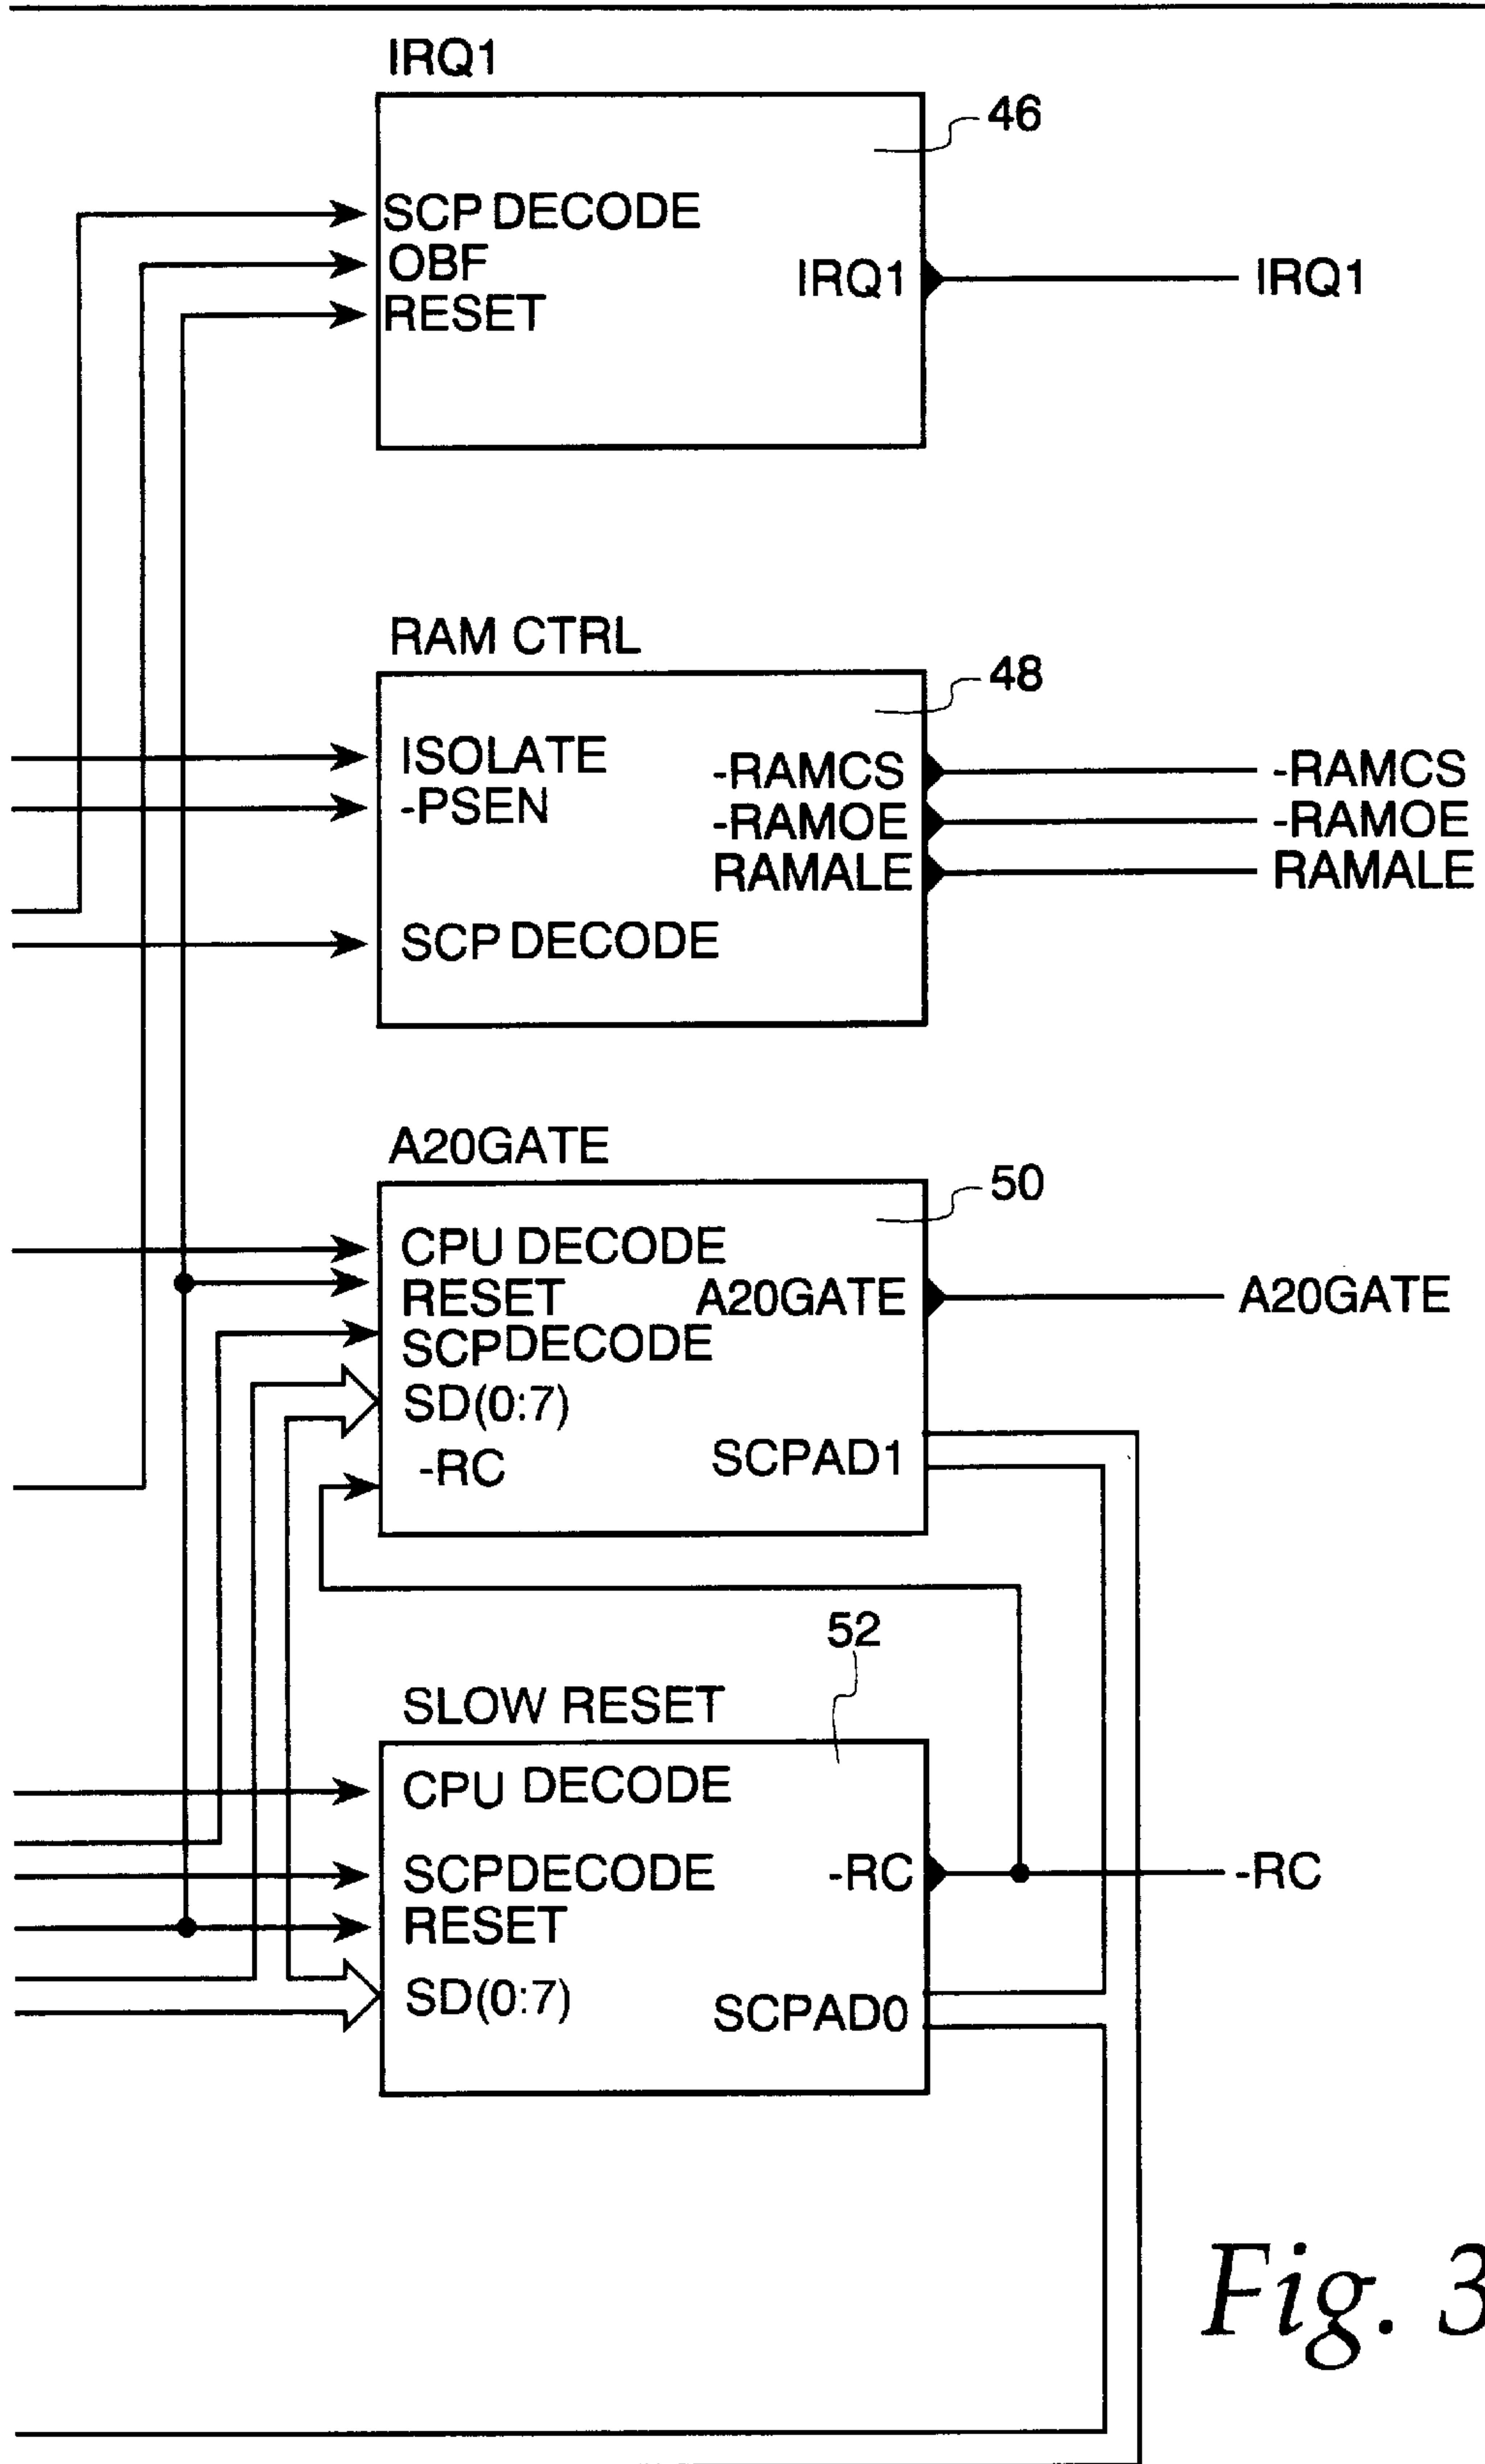 IRQ1
46
SCP DECODE
OBF
RESET
IRQ1
IRQ1
RAM CTRL
48
ISOLATE
-PSEN
SCP DECODE
-RAMCS
-RAMOE
RAMALE
-RAMCS
-RAMOE
RAMALE
A20GATE
50
CPU DECODE
RESET
SCPDECODE
SD(0:7)
-RC
A20GATE
SCPAD1
A20GATE
52
SLOW RESET
CPU DECODE
SCPDECODE
RESET
SD(0:7)
-RC
SCPAD0
-RC
Fig. 3